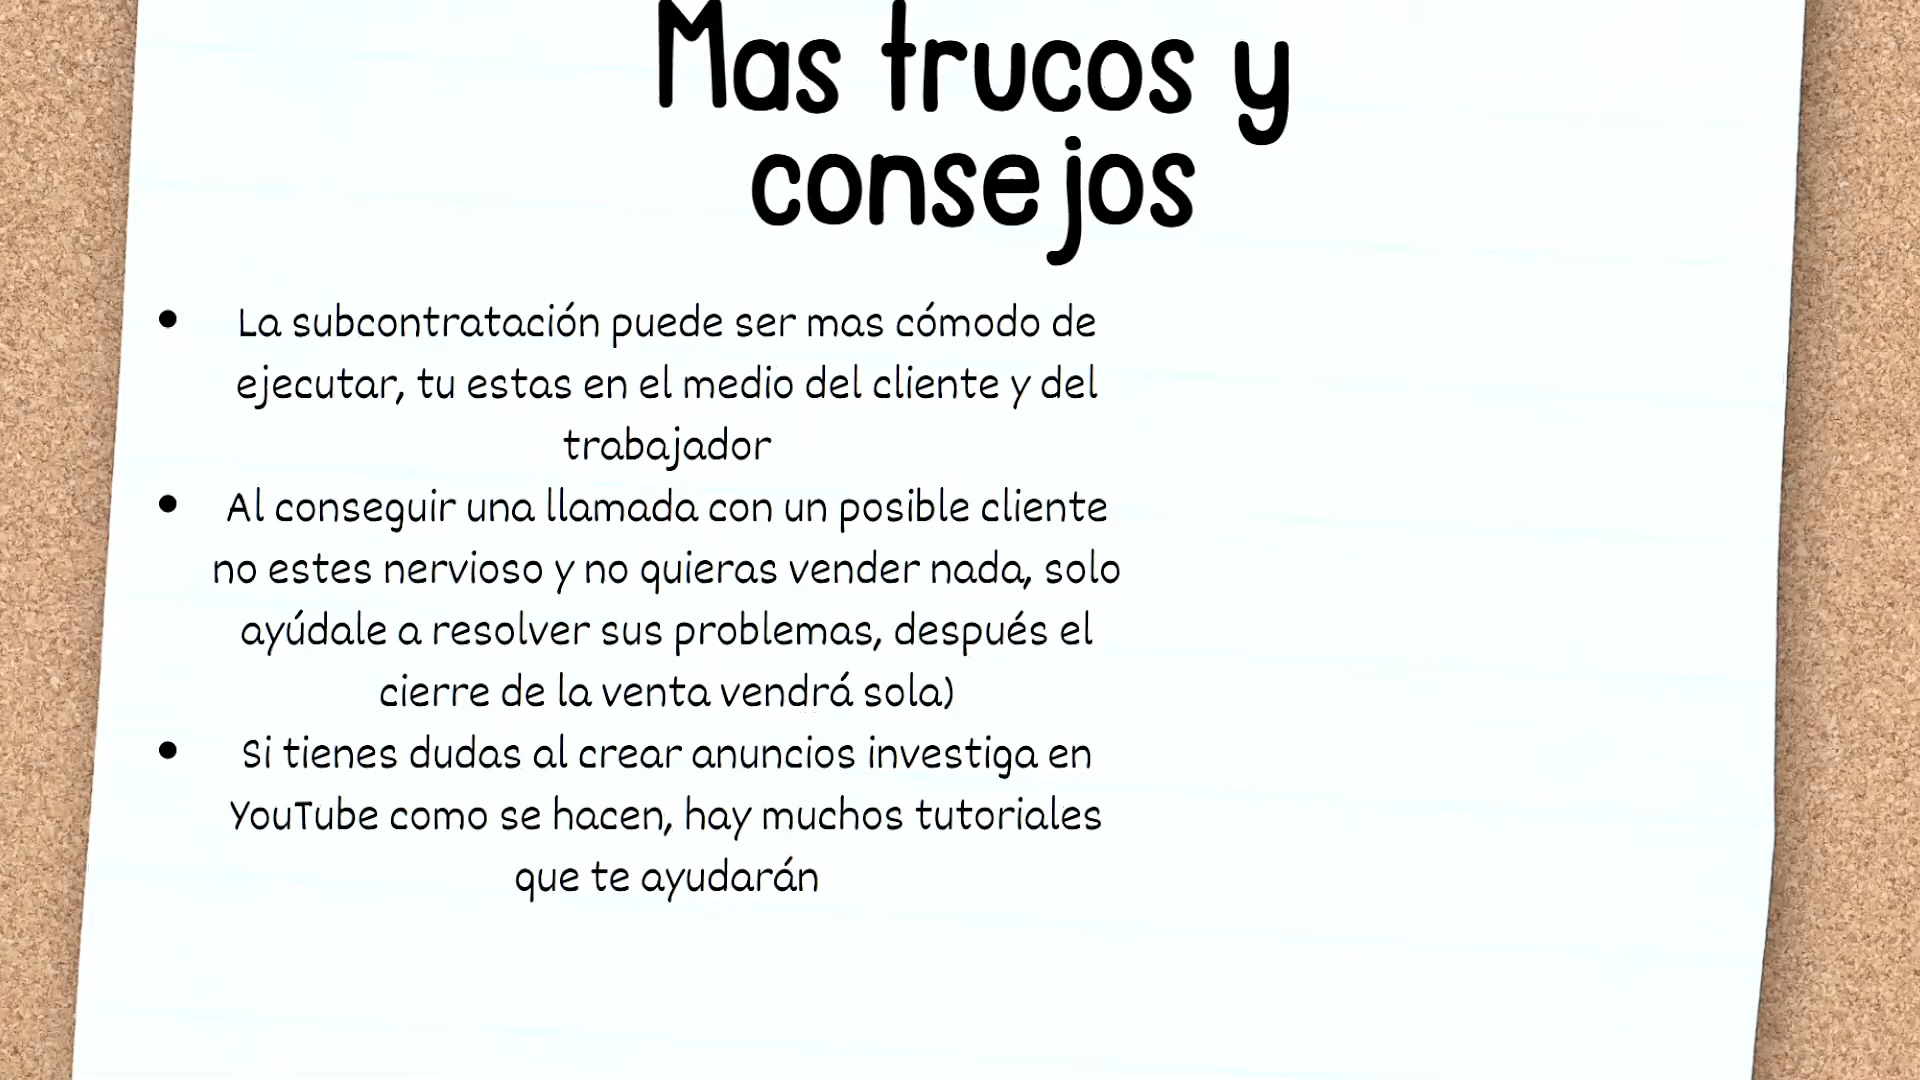 Mas trucos y
consejos
• La subcontratación puede ser mas cómodo de
ejecutar, tu estas en el medio del cliente y del
trabajador
• Al conseguir una llamada con un posible cliente
no estes nervioso y no quieras vender nada, solo
ayúdale a resolver sus problemas, después el
cierre de la venta vendrá sola)
• Si tienes dudas al crear anuncios investiga en
YouTube como se hacen, hay muchos tutoriales
que te ayudarán